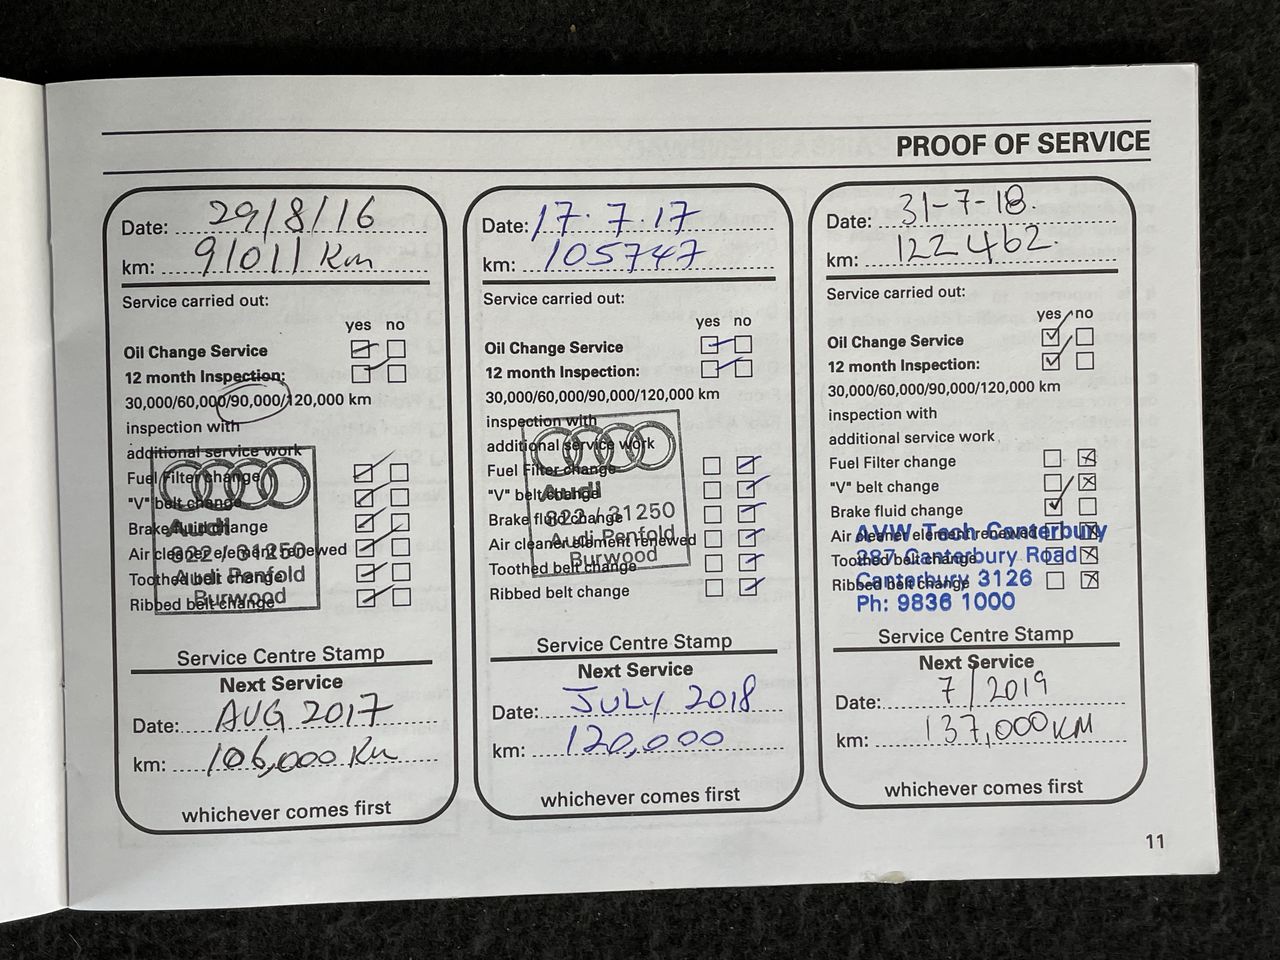 PROOF OF SERVICE
Date: 29/8/16
km: 91011 Km
Service carried out:
yes no
Oil Change Service
12 month Inspection:
30,000/60,000/90,000/120,000 km
inspection with
additional service work
Fuel Filter change
"V" belt change
Brake fluid change
Air cleaner element renewed
Toothed belt change
Ribbed belt change
Audi
822 / 31250
Audi Penfold
Burwood
Service Centre Stamp
Next Service
Date: AUG 2017
km: 106,000 Km
whichever comes first
Date: 17.7.17
km: 105747
Service carried out:
yes no
Oil Change Service
12 month Inspection:
30,000/60,000/90,000/120,000 km
inspection with
additional service work
Fuel Filter change
"V" belt change
Brake fluid change
Air cleaner element renewed
Toothed belt change
Ribbed belt change
Audi
822 / 31250
Audi Penfold
Burwood
Service Centre Stamp
Next Service
Date: JULY 2018
km: 120,000
whichever comes first
Date: 31-7-18.
km: 122462.
Service carried out:
yes no
Oil Change Service
12 month Inspection:
30,000/60,000/90,000/120,000 km
inspection with
additional service work
Fuel Filter change
"V" belt change
Brake fluid change
Air cleaner element renewed
Toothed belt change
Ribbed belt change
AVW Tech Canterbury
287 Canterbury Road
Canterbury 3126
Ph: 9836 1000
Service Centre Stamp
Next Service
Date: 7/2019
km: 137,000 KM
whichever comes first
11